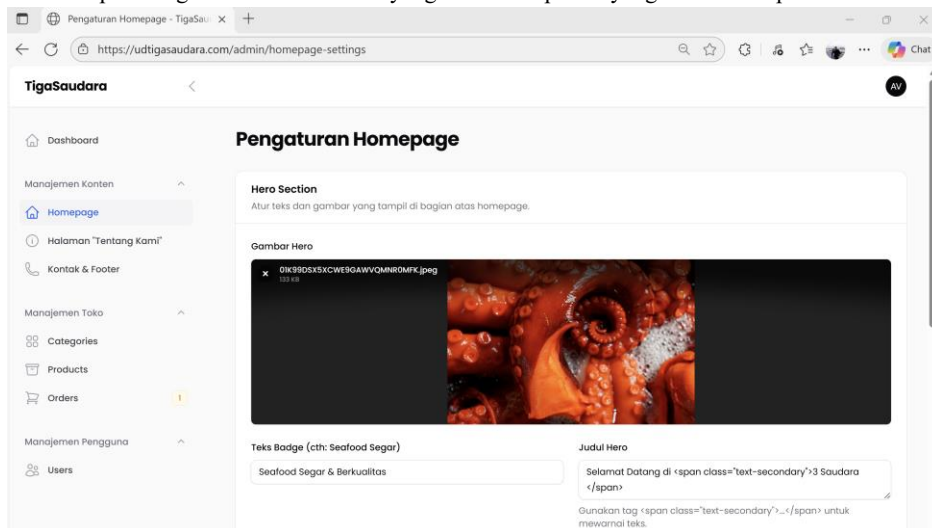 Pengaturan Homepage - TigaSau
https://udtigasaudara.com/admin/homepage-settings
Chat
TigaSaudara
AV
Dashboard
Manajemen Konten
Homepage
Halaman "Tentang Kami"
Kontak & Footer
Manajemen Toko
Categories
Products
Orders 1
Manajemen Pengguna
Users
Pengaturan Homepage
Hero Section
Atur teks dan gambar yang tampil di bagian atas homepage.
Gambar Hero
133 KB
Teks Badge (cth: Seafood Segar)
Seafood Segar & Berkualitas
Judul Hero
Selamat Datang di <span class="text-secondary">3 Saudara
</span>
Gunakan tag <span class="text-secondary">…</span> untuk
mewarnai teks.